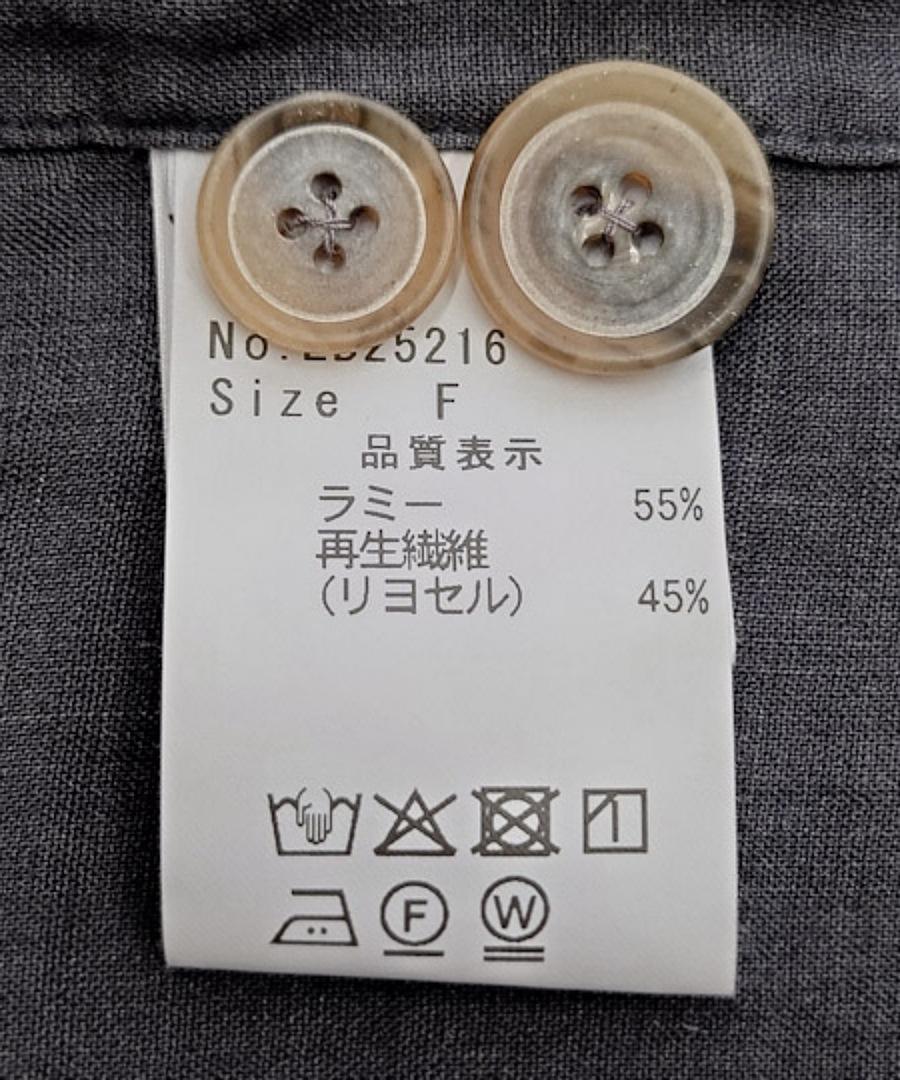 No.LB25216
Size F
品質表示
ラミー 55%
再生繊維
(リヨセル) 45%
F W